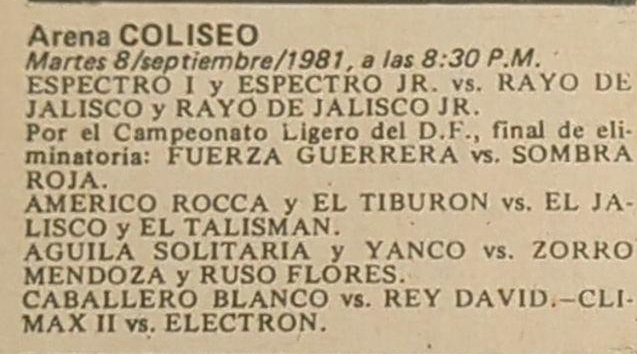 Arena COLISEO
Martes 8/septiembre/1981, a las 8:30 P.M.
ESPECTRO I y ESPECTRO JR. vs. RAYO DE
JALISCO y RAYO DE JALISCO JR.
Por el Campeonato Ligero del D.F., final de eli-
minatoria: FUERZA GUERRERA vs. SOMBRA
ROJA.
AMERICO ROCCA y EL TIBURON vs. EL JA-
LISCO y EL TALISMAN.
AGUILA SOLITARIA y YANCO vs. ZORRO
MENDOZA y RUSO FLORES.
CABALLERO BLANCO vs. REY DAVID.—CLI-
MAX II vs. ELECTRON.